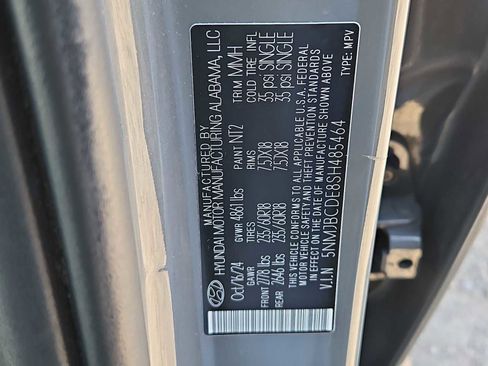 MANUFACTURED BY
HYUNDAI MOTOR MANUFACTURING ALABAMA, LLC
Oct/16/24 GVWR 4861 lbs PAINT NT2 TRIM MMH
TIRES RIMS COLD TIRE INFL
FRONT 2778 lbs 235/60R18 7.5JX18 35 psi SINGLE
REAR 2646 lbs 235/60R18 7.5JX18 35 psi SINGLE
THIS VEHICLE CONFORMS TO ALL APPLICABLE U.S.A. FEDERAL
MOTOR VEHICLE SAFETY AND THEFT PREVENTION STANDARDS
IN EFFECT ON THE DATE OF MANUFACTURE SHOWN ABOVE
V.I.N 5NMJBCDE8SH485464 TYPE MPV